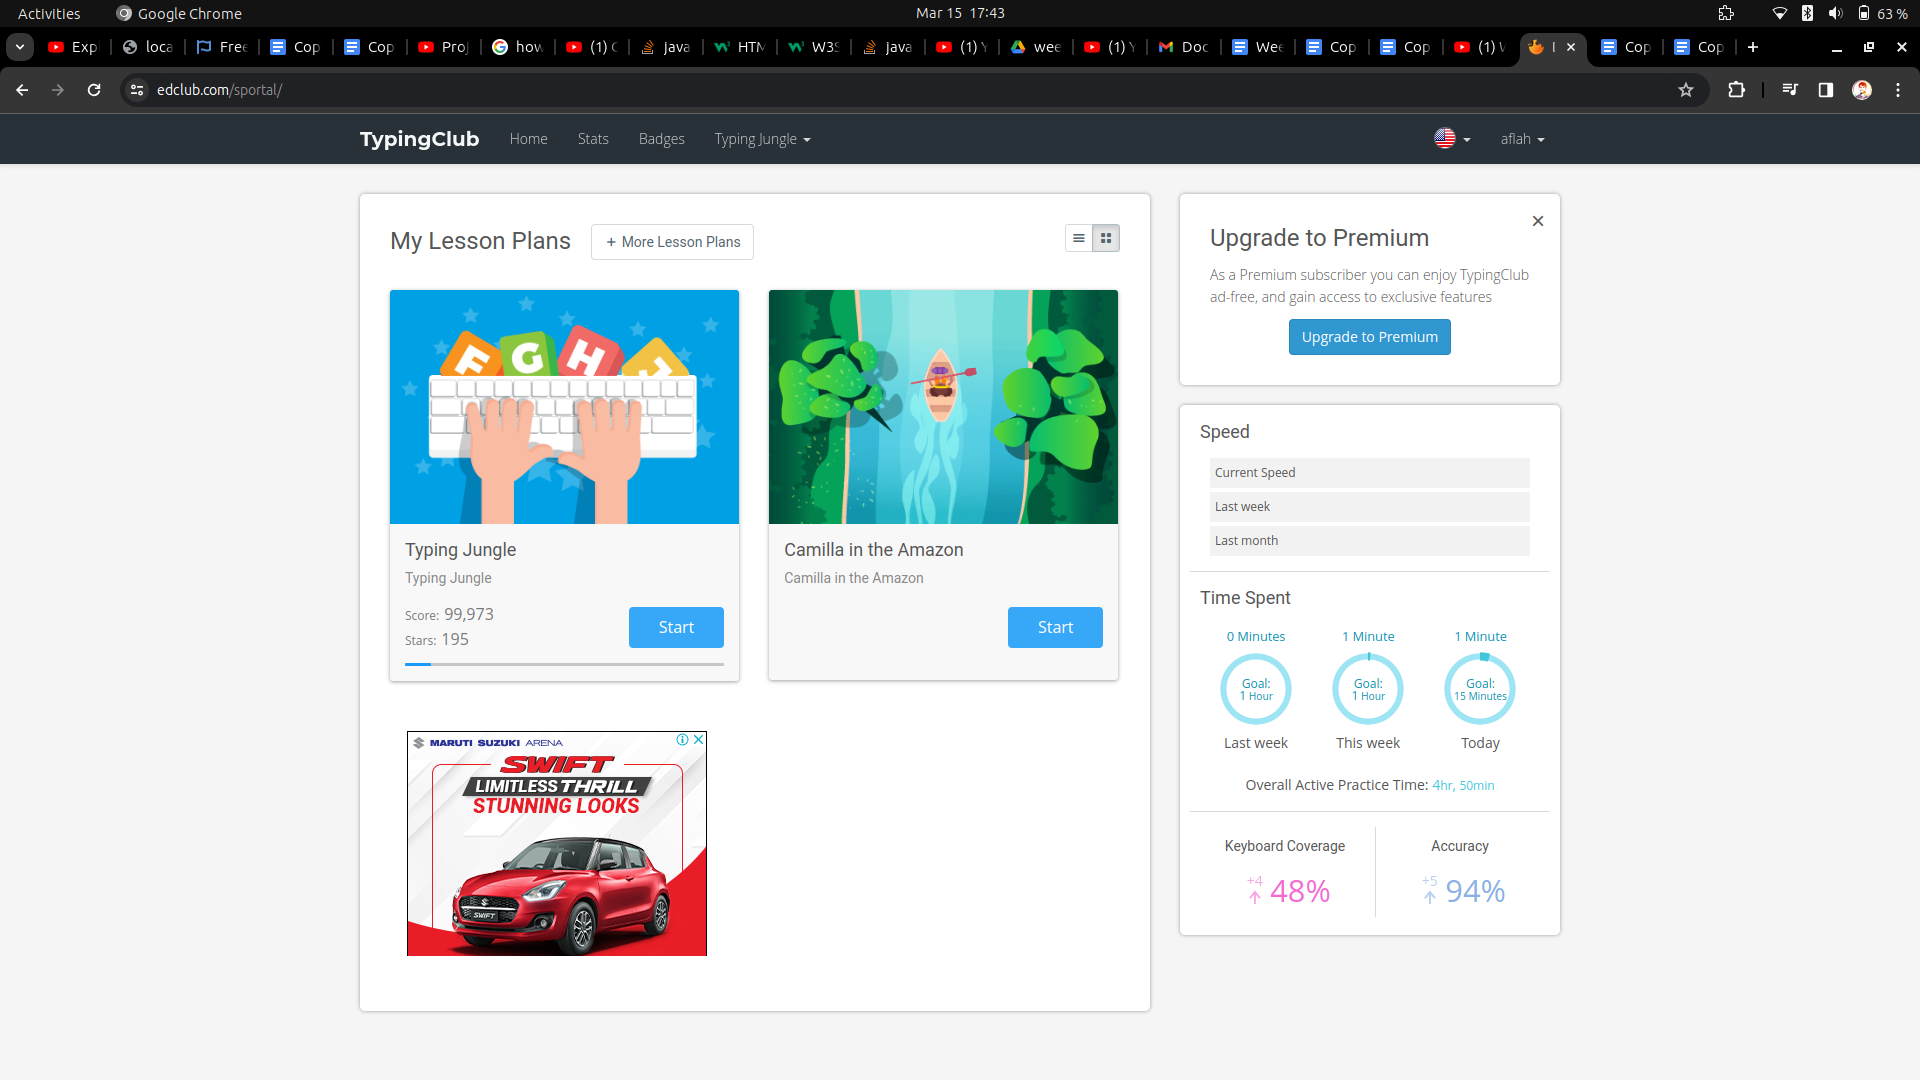 Activities Google Chrome Mar 15 17:43 63 %
Exp loca Free Cop Cop Proj how (1) java HTM W3S Java (1) Y wee (1) Y Doc Wee Cop Cop (1) Cop Cop
edclub.com/sportal/
TypingClub Home Stats Badges Typing Jungle aflah
My Lesson Plans + More Lesson Plans
F G H J
Typing Jungle
Typing Jungle
Score: 99,973
Stars: 195
Start
Camilla in the Amazon
Camilla in the Amazon
Start
MARUTI SUZUKI ARENA
SWIFT
LIMITLESS THRILL
STUNNING LOOKS
SWIFT
Upgrade to Premium
As a Premium subscriber you can enjoy TypingClub
ad-free, and gain access to exclusive features
Upgrade to Premium
Speed
Current Speed
Last week
Last month
Time Spent
0 Minutes 1 Minute 1 Minute
Goal: Goal: Goal:
1 Hour 1 Hour 15 Minutes
Last week This week Today
Overall Active Practice Time: 4hr, 50min
Keyboard Coverage Accuracy
+4 48% +5 94%